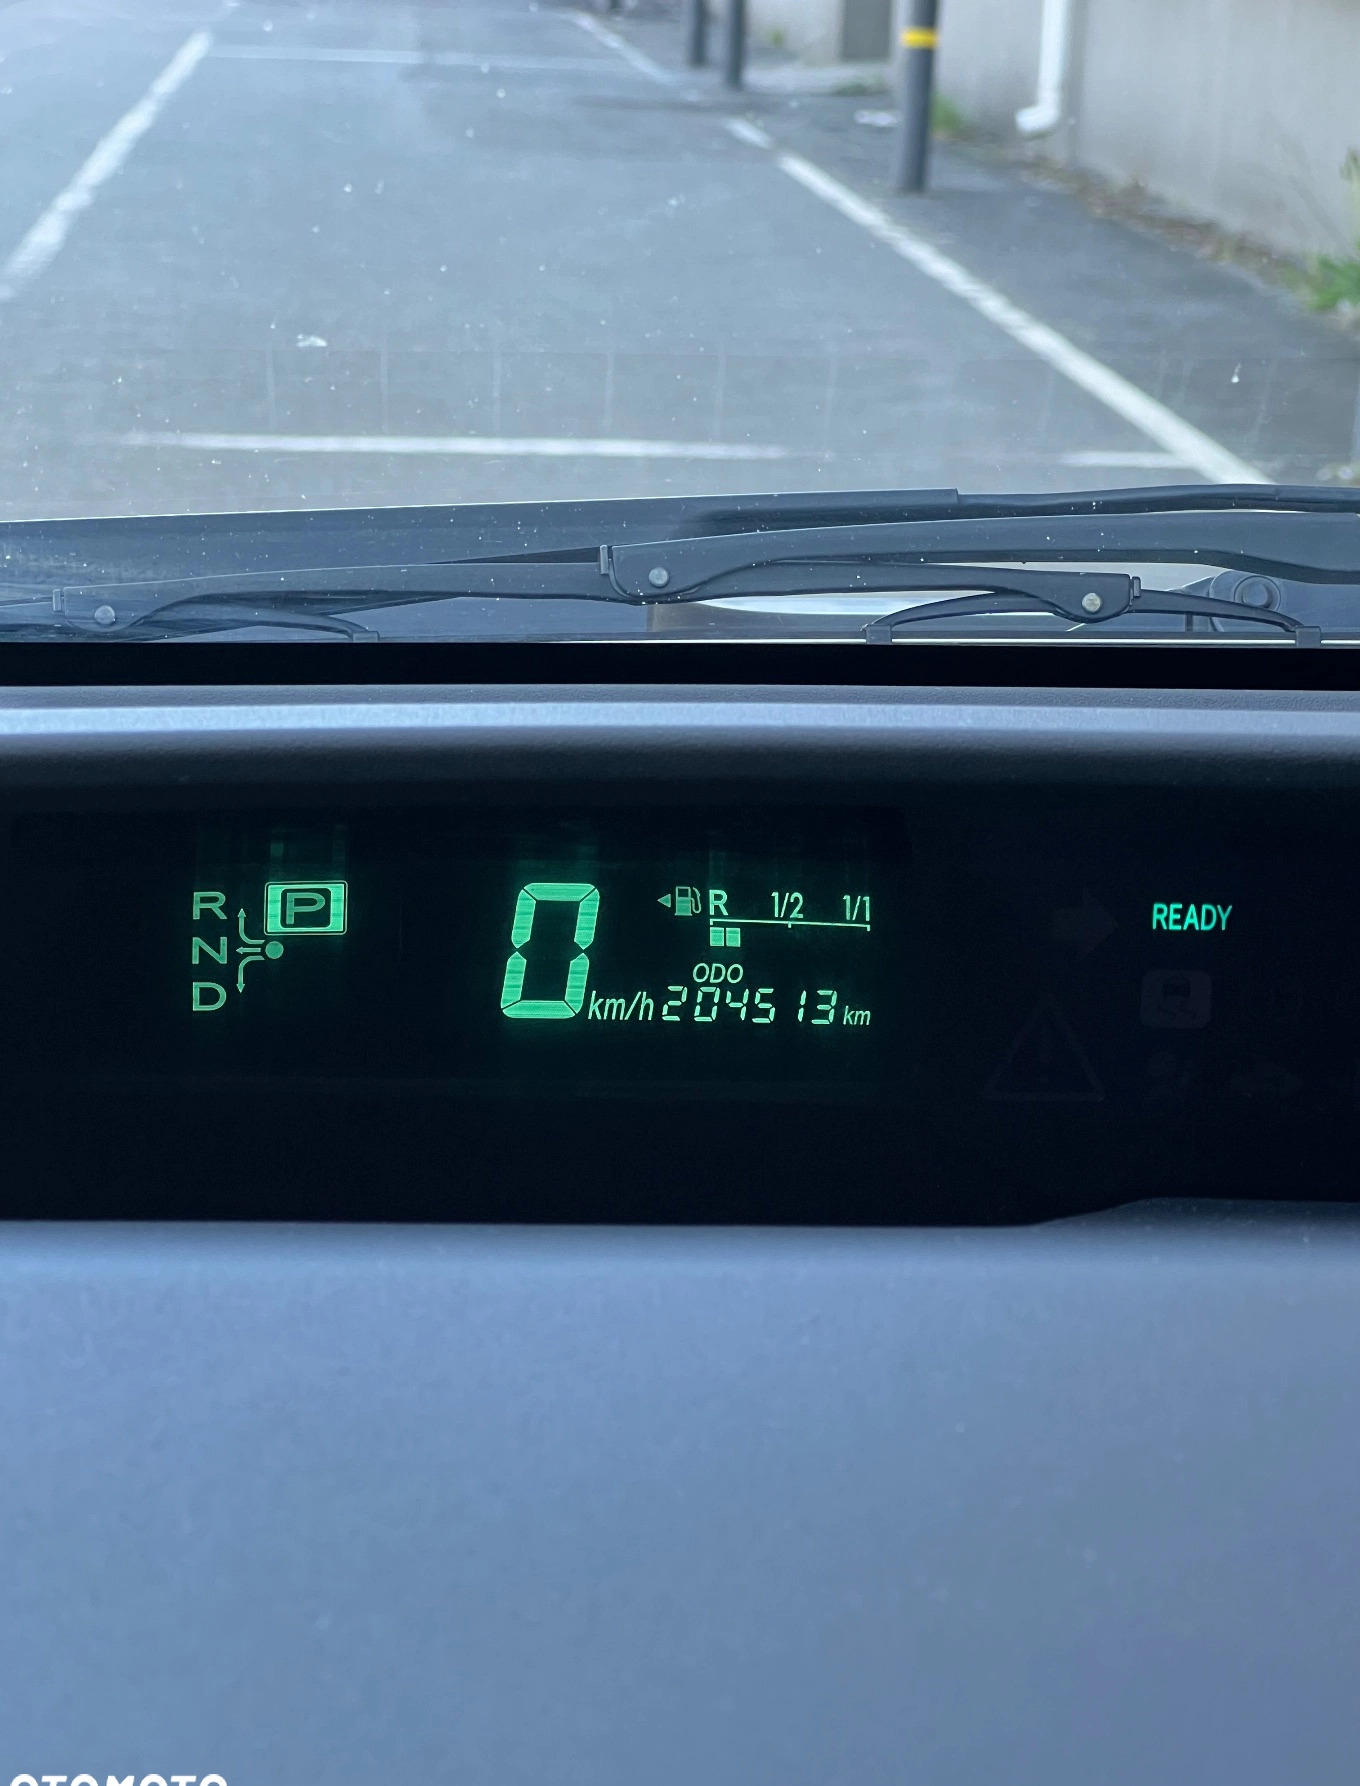 R P
N
D
0 km/h
R 1/2 1/1
ODO
204513 km
READY
OTOMOTO